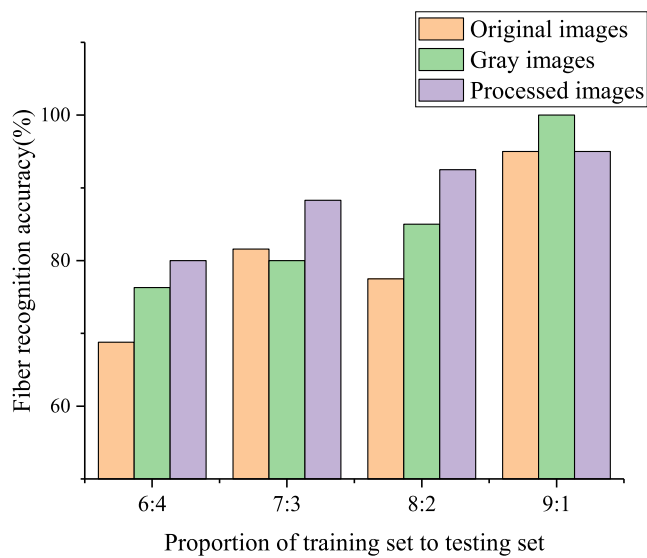 Original images
Gray images
Processed images
100
80
60
Fiber recognition accuracy(%)
6:4 7:3 8:2 9:1
Proportion of training set to testing set